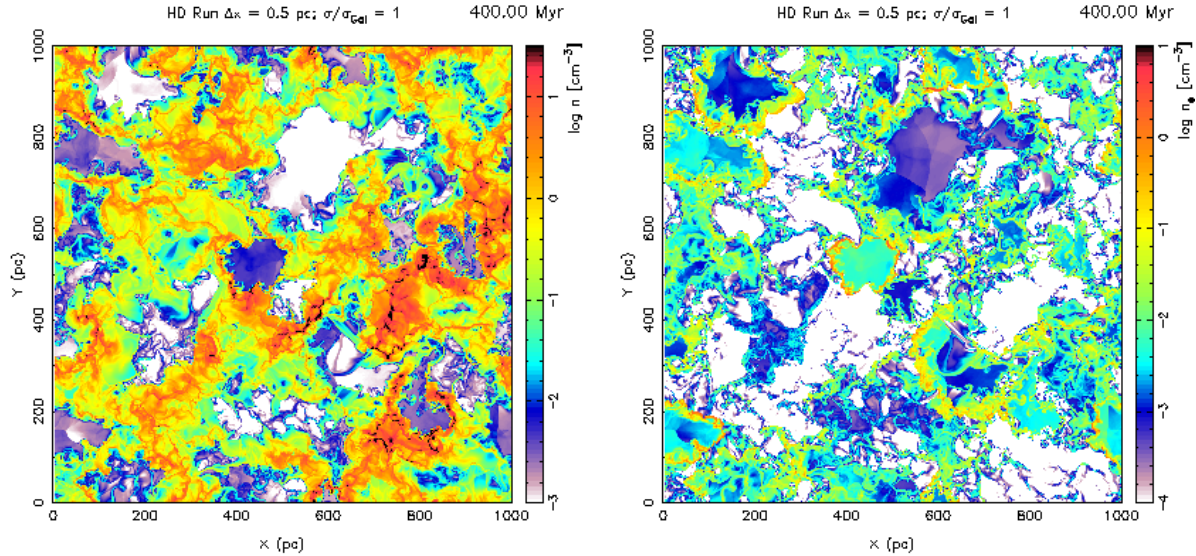 HD Run Δx = 0.5 pc; σ/σ_Gal = 1 400.00 Myr
1000
800
600
400
200
0
Y (pc)
0 200 400 600 800 1000
X (pc)
1
0
−1
−2
−3
log n [cm⁻³]
HD Run Δx = 0.5 pc; σ/σ_Gal = 1 400.00 Myr
1000
800
600
400
200
0
Y (pc)
0 200 400 600 800 1000
X (pc)
1
0
−1
−2
−3
−4
log n_e [cm⁻³]